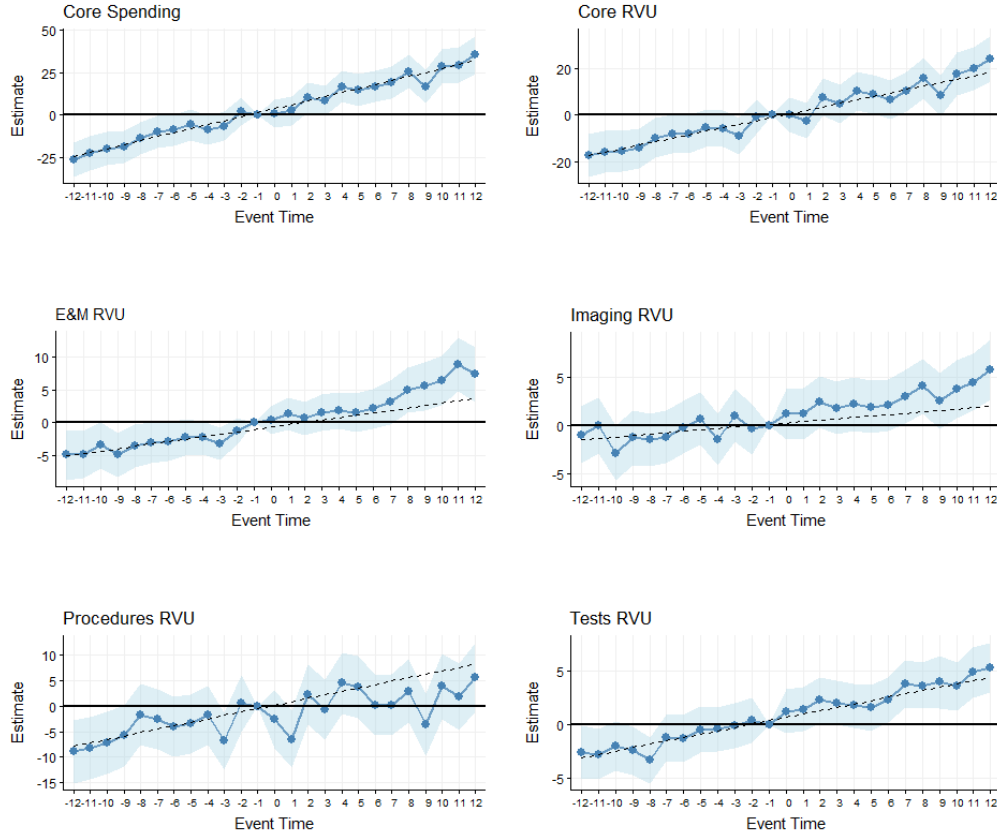 Core Spending
50
25
0
-25
Estimate
-12 -11 -10 -9 -8 -7 -6 -5 -4 -3 -2 -1 0 1 2 3 4 5 6 7 8 9 10 11 12
Event Time
Core RVU
20
0
-20
Estimate
-12 -11 -10 -9 -8 -7 -6 -5 -4 -3 -2 -1 0 1 2 3 4 5 6 7 8 9 10 11 12
Event Time
E&M RVU
10
5
0
-5
Estimate
-12 -11 -10 -9 -8 -7 -6 -5 -4 -3 -2 -1 0 1 2 3 4 5 6 7 8 9 10 11 12
Event Time
Imaging RVU
5
0
-5
Estimate
-12 -11 -10 -9 -8 -7 -6 -5 -4 -3 -2 -1 0 1 2 3 4 5 6 7 8 9 10 11 12
Event Time
Procedures RVU
10
5
0
-5
-10
-15
Estimate
-12 -11 -10 -9 -8 -7 -6 -5 -4 -3 -2 -1 0 1 2 3 4 5 6 7 8 9 10 11 12
Event Time
Tests RVU
5
0
-5
Estimate
-12 -11 -10 -9 -8 -7 -6 -5 -4 -3 -2 -1 0 1 2 3 4 5 6 7 8 9 10 11 12
Event Time